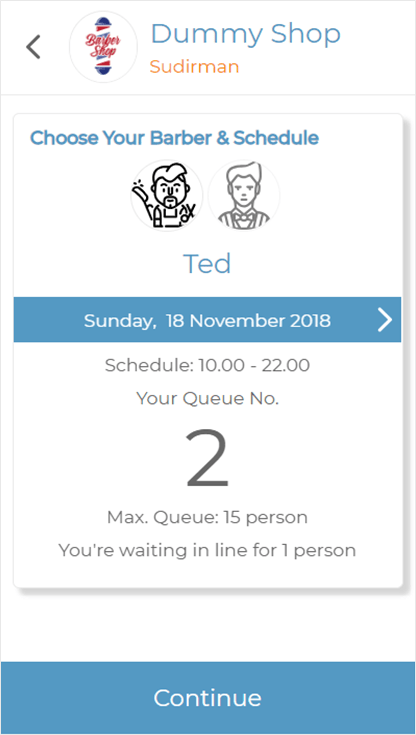 Barber
Shop
Dummy Shop
Sudirman
Choose Your Barber & Schedule
Ted
Sunday, 18 November 2018
Schedule: 10.00 - 22.00
Your Queue No.
2
Max. Queue: 15 person
You're waiting in line for 1 person
Continue